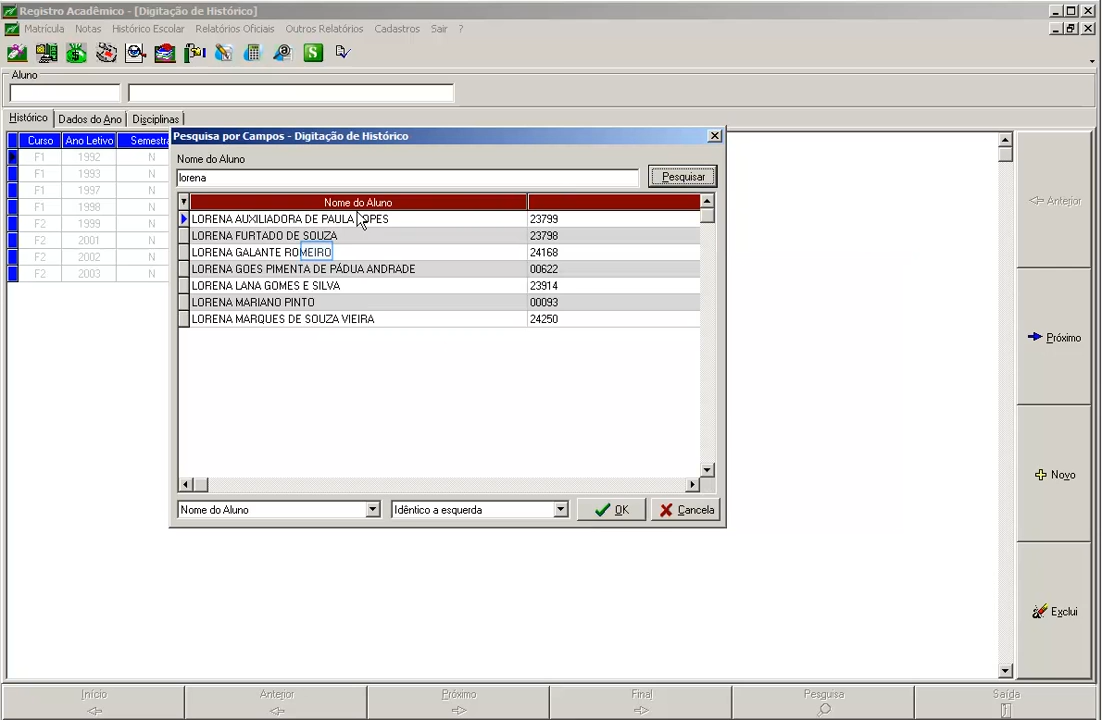 Registro Acadêmico - [Digitação de Histórico]
Matrícula Notas Histórico Escolar Relatórios Oficiais Outros Relatórios Cadastros Sair ?
Aluno
Histórico Dados do Ano Disciplinas
Curso Ano Letivo Semestra
F1 1992 N
F1 1993 N
F1 1997 N
F1 1998 N
F2 1999 N
F2 2001 N
F2 2002 N
F2 2003 N
Pesquisa por Campos - Digitação de Histórico
Nome do Aluno
lorena Pesquisar
Nome do Aluno
LORENA AUXILIADORA DE PAULA LOPES 23799
LORENA FURTADO DE SOUZA 23798
LORENA GALANTE ROMEIRO 24168
LORENA GOES PIMENTA DE PÁDUA ANDRADE 00622
LORENA LANA GOMES E SILVA 23914
LORENA MARIANO PINTO 00093
LORENA MARQUES DE SOUZA VIEIRA 24250
Nome do Aluno Idêntico a esquerda OK Cancela
Anterior
Próximo
Novo
Exclui
Início Anterior Próximo Final Pesquisa Saída